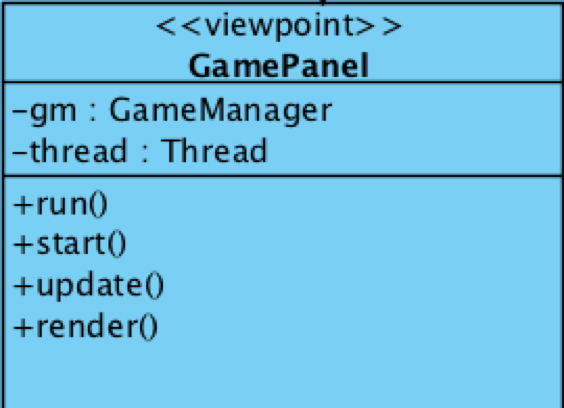 <<viewpoint>>
GamePanel
-gm : GameManager
-thread : Thread
+run()
+start()
+update()
+render()